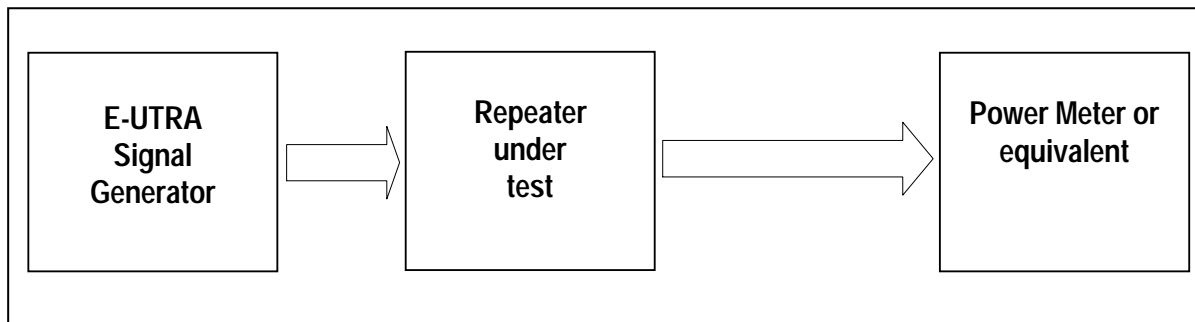 E-UTRA
Signal
Generator
Repeater
under
test
Power Meter or
equivalent